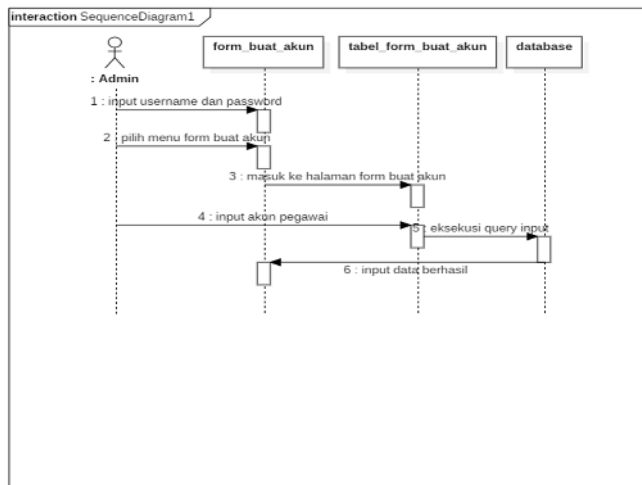 interaction SequenceDiagram1
form_buat_akun
tabel_form_buat_akun
database
: Admin
1 : input username dan password
2 : pilih menu form buat akun
3 : masuk ke halaman form buat akun
4 : input akun pegawai
5 : eksekusi query input
6 : input data berhasil